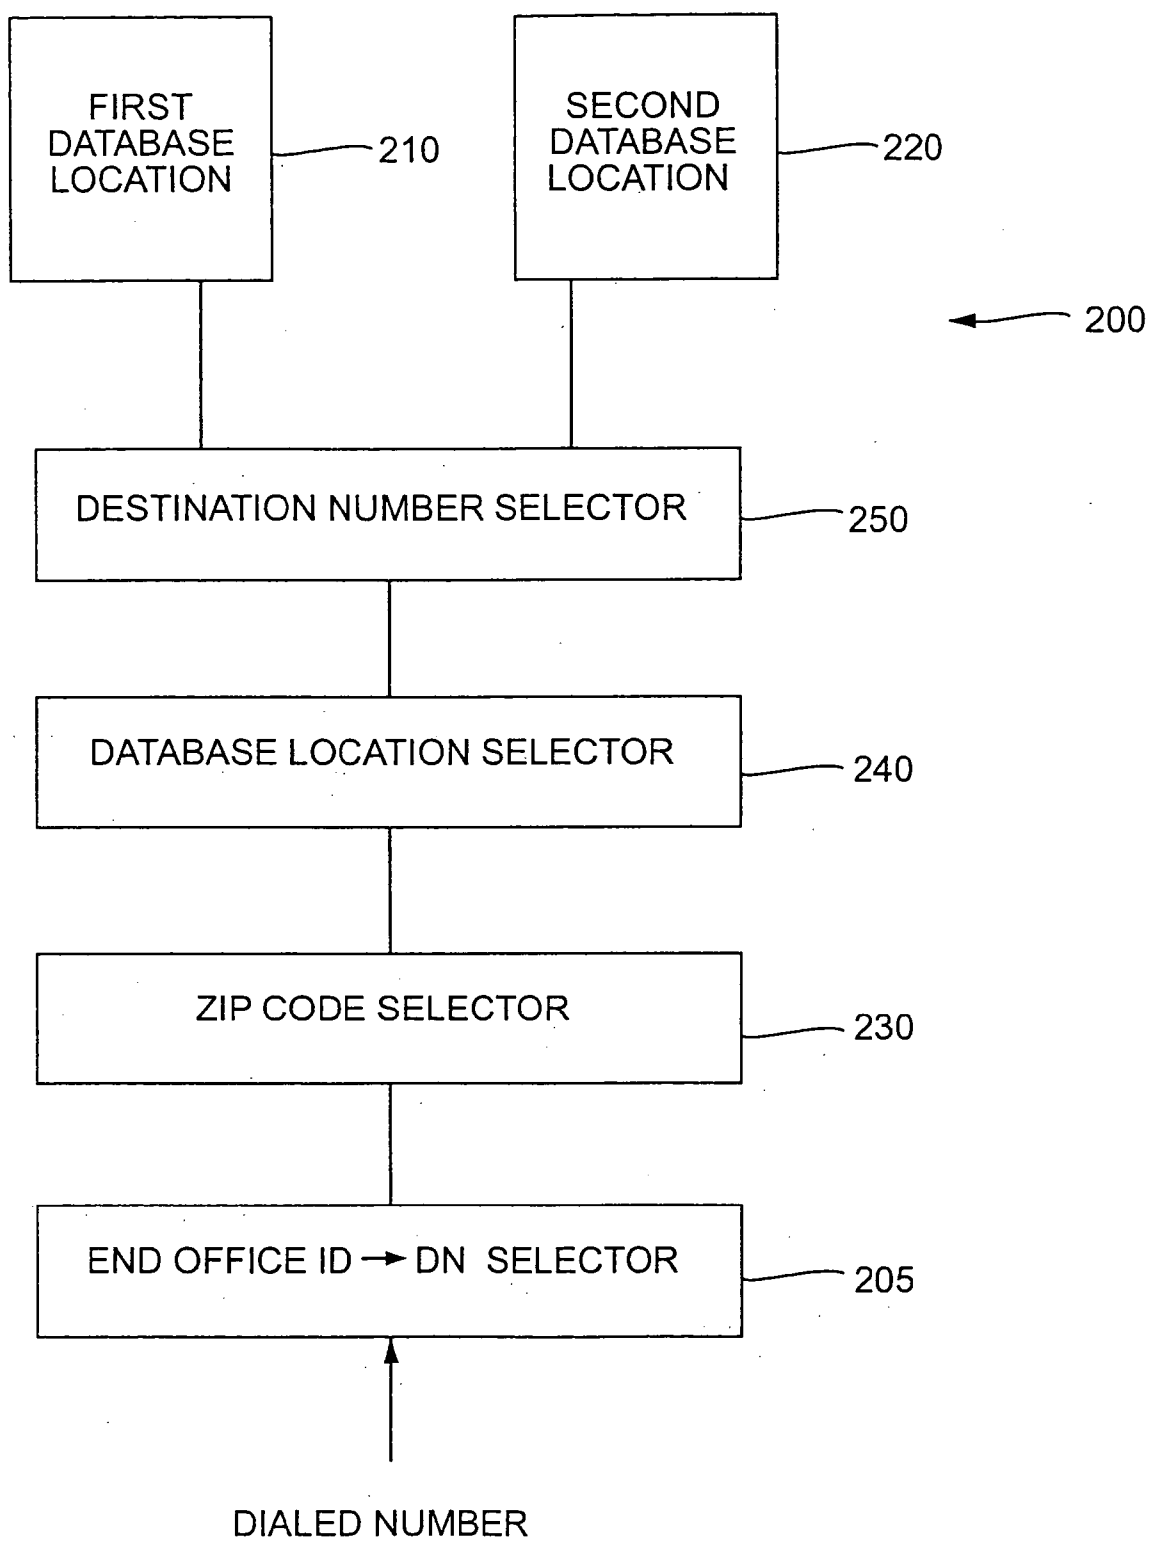 FIRST
DATABASE
LOCATION
210
SECOND
DATABASE
LOCATION
220
200
DESTINATION NUMBER SELECTOR
250
DATABASE LOCATION SELECTOR
240
ZIP CODE SELECTOR
230
END OFFICE ID → DN SELECTOR
205
DIALED NUMBER